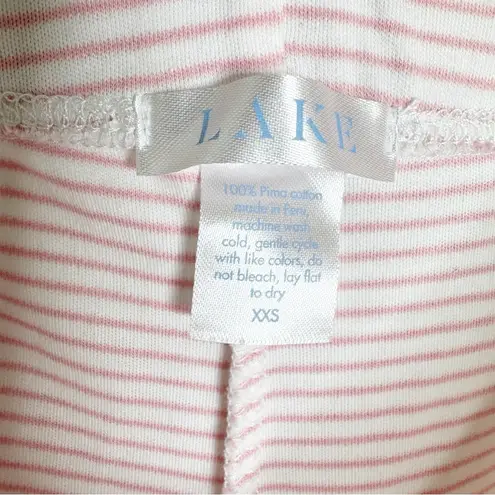 LAKE
100% Pima cotton
made in Peru,
machine wash
cold, gentle cycle
with like colors, do
not bleach, lay flat
to dry
XXS